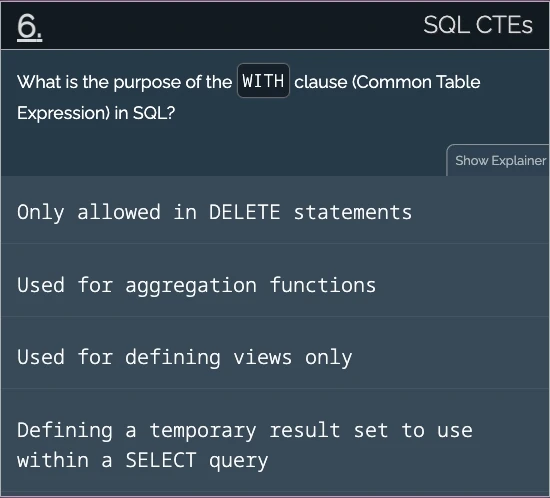 6.
SQL CTEs
What is the purpose of the WITH clause (Common Table
Expression) in SQL?
Show Explainer
Only allowed in DELETE statements
Used for aggregation functions
Used for defining views only
Defining a temporary result set to use
within a SELECT query